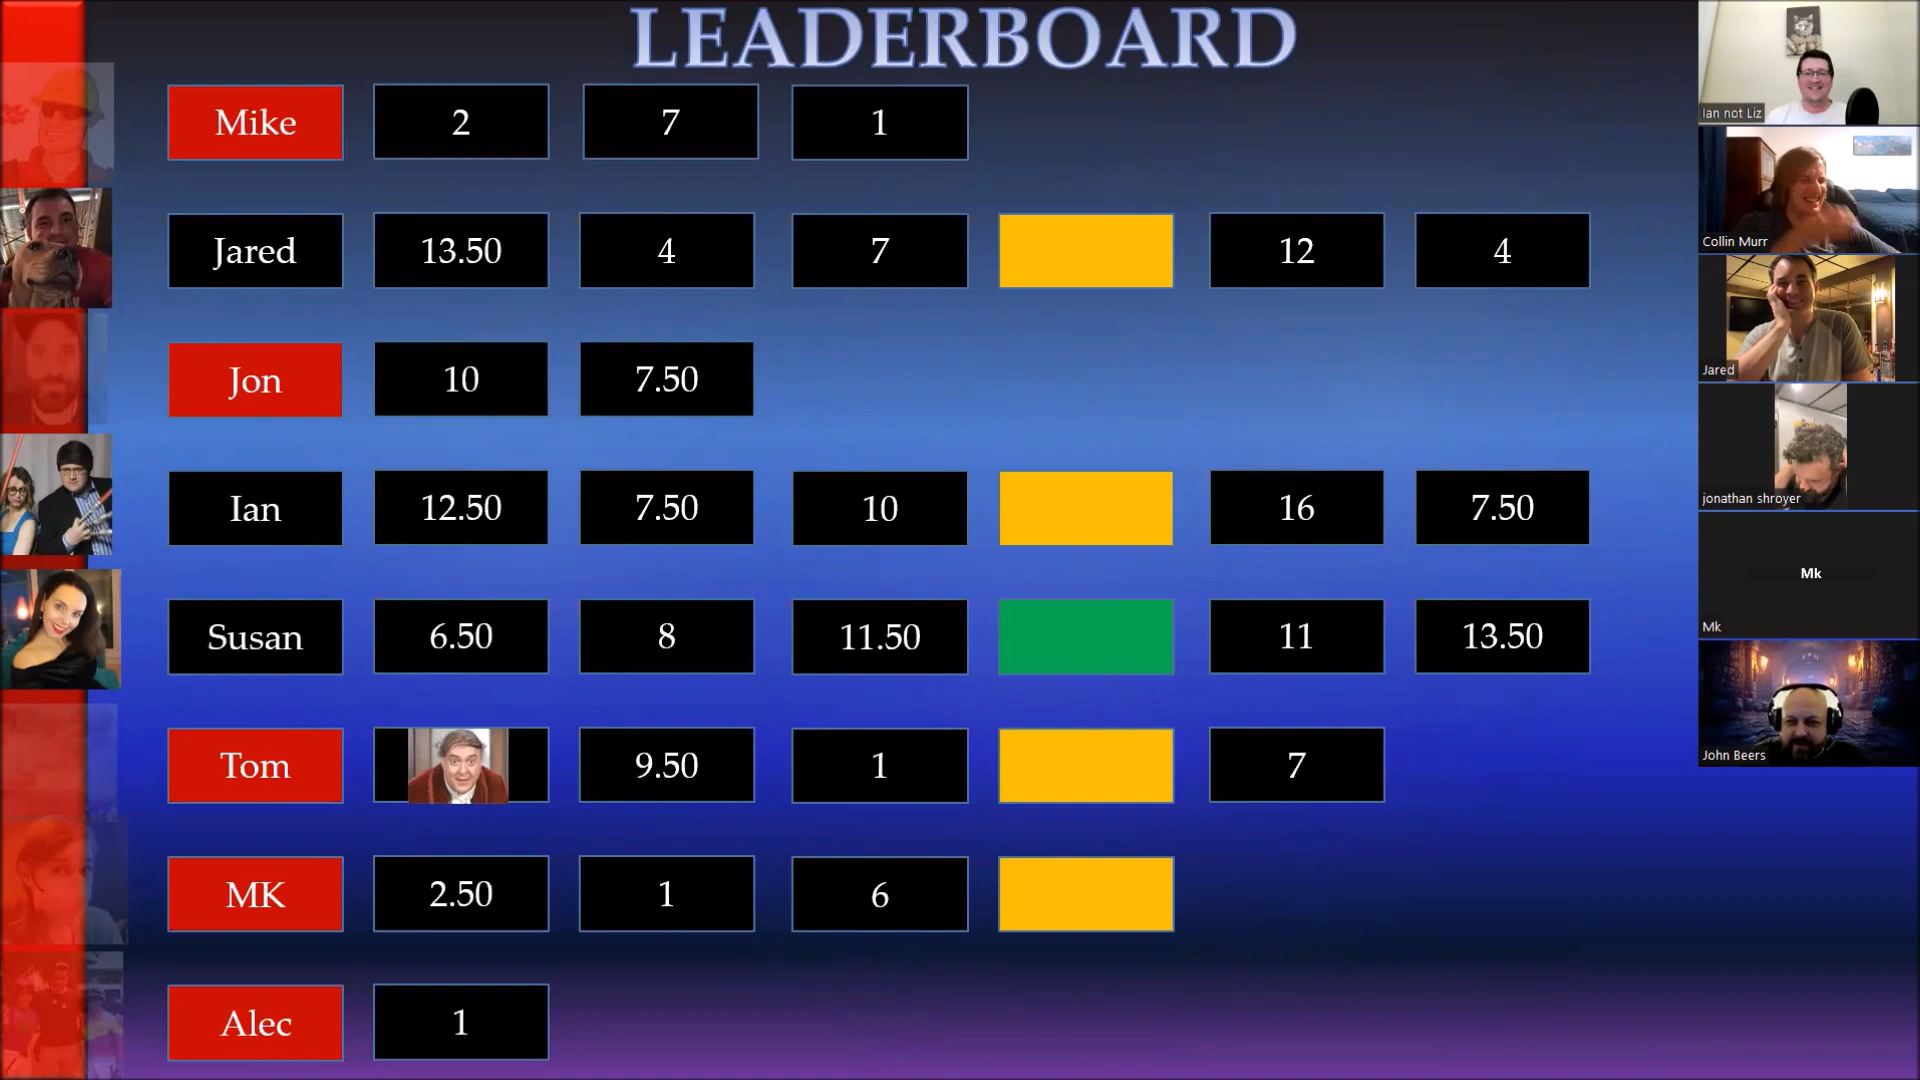 LEADERBOARD
Mike 2 7 1
Jared 13.50 4 7 12 4
Jon 10 7.50
Ian 12.50 7.50 10 16 7.50
Susan 6.50 8 11.50 11 13.50
Tom 9.50 1 7
MK 2.50 1 6
Alec 1
Ian not Liz
Collin Murr
Jared
jonathan shroyer
Mk
Mk
John Beers